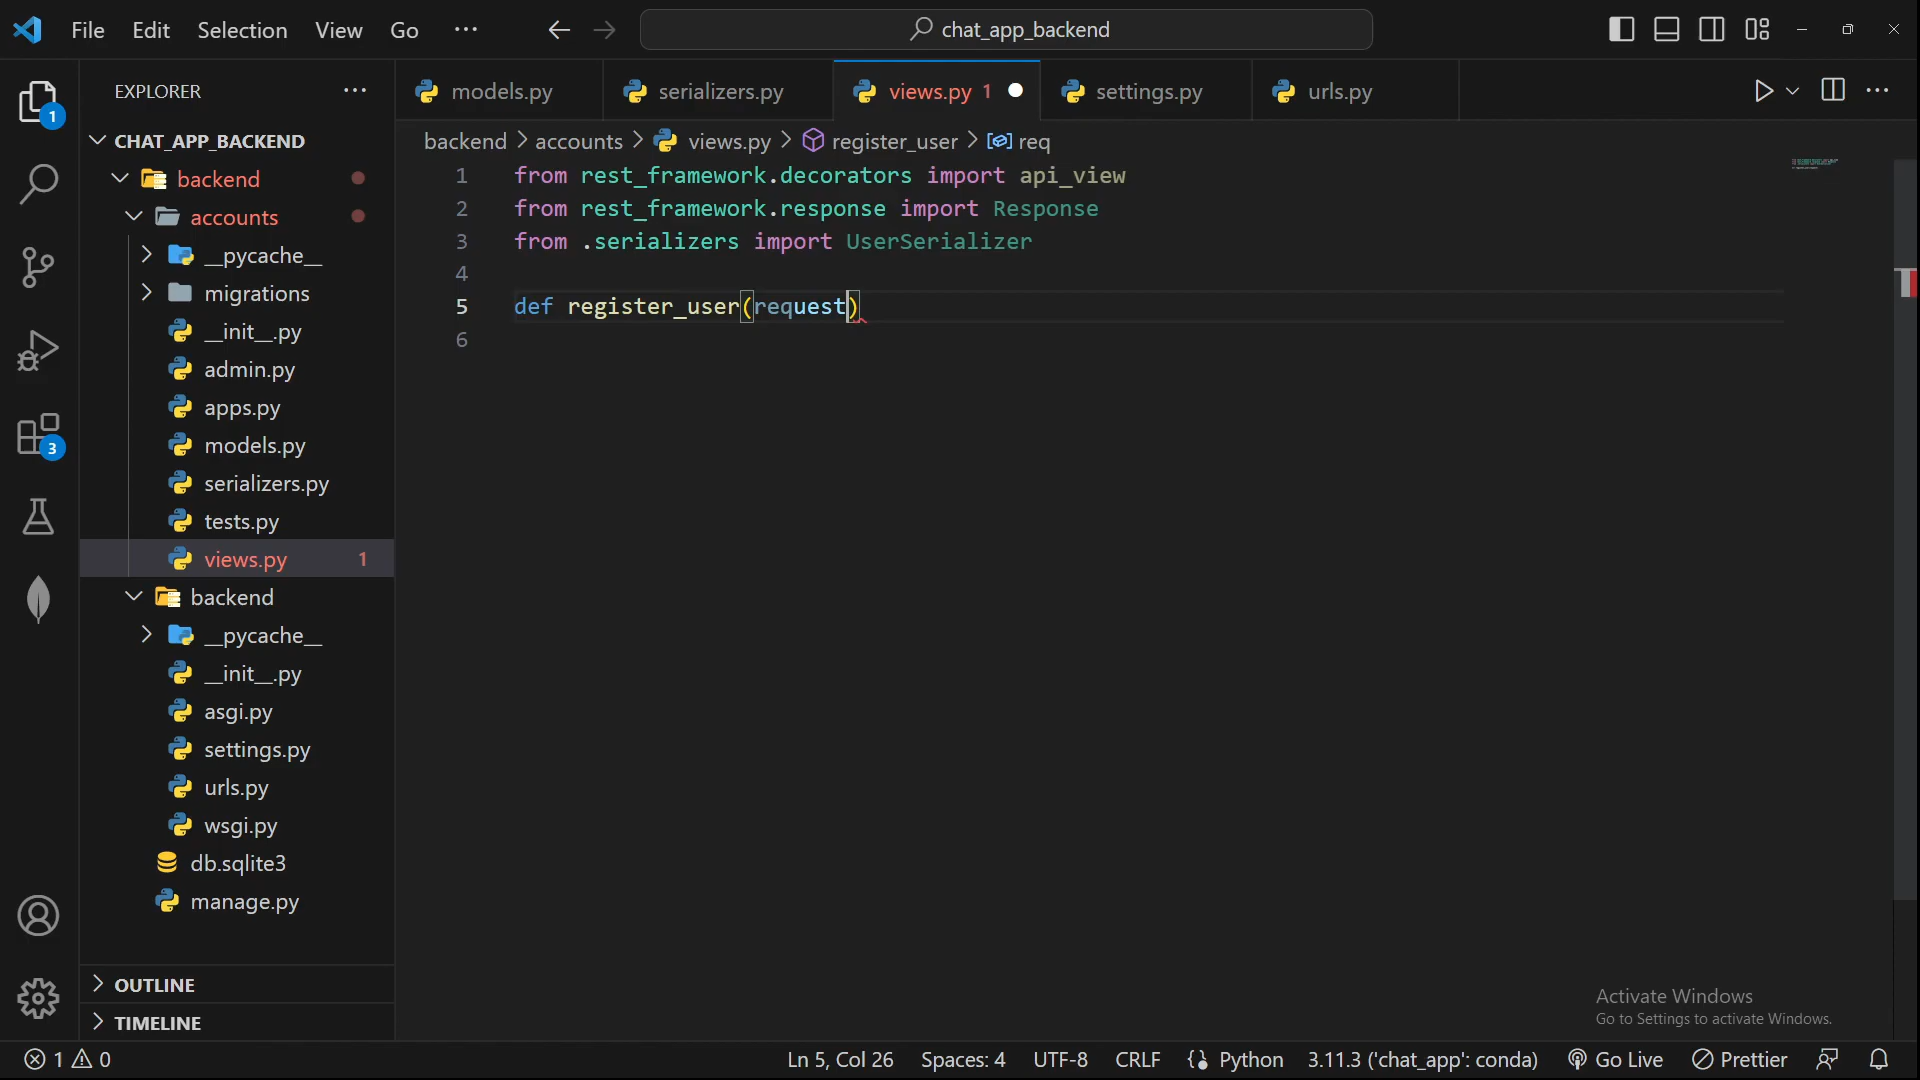 File Edit Selection View Go ··· chat_app_backend
EXPLORER ···
models.py serializers.py views.py 1 settings.py urls.py
CHAT_APP_BACKEND
backend > accounts > views.py > register_user > req
backend
accounts
__pycache__
migrations
__init__.py
admin.py
apps.py
models.py
serializers.py
tests.py
views.py 1
backend
__pycache__
__init__.py
asgi.py
settings.py
urls.py
wsgi.py
db.sqlite3
manage.py
OUTLINE
TIMELINE
1
3
1 from rest_framework.decorators import api_view
2 from rest_framework.response import Response
3 from .serializers import UserSerializer
4
5 def register_user(request)
6
Activate Windows
Go to Settings to activate Windows.
1 0 Ln 5, Col 26 Spaces: 4 UTF-8 CRLF Python 3.11.3 ('chat_app': conda) Go Live Prettier